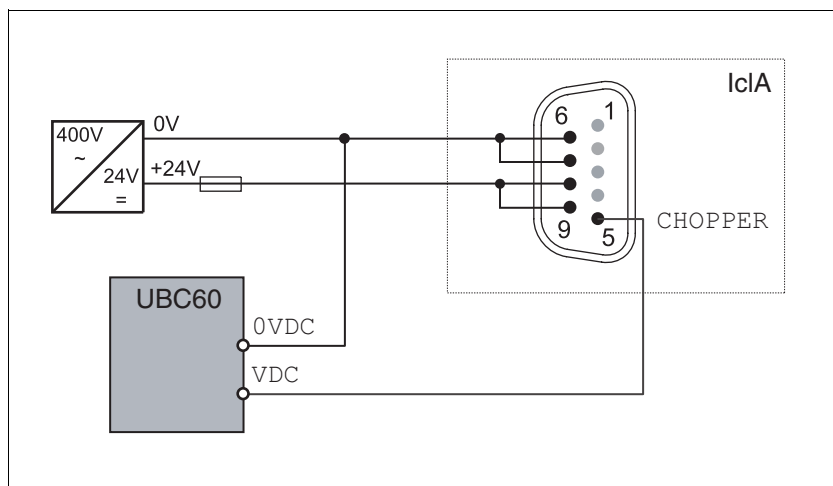 IclA
400V
~
24V
=
0V
+24V
6
1
9
5
CHOPPER
UBC60
0VDC
VDC